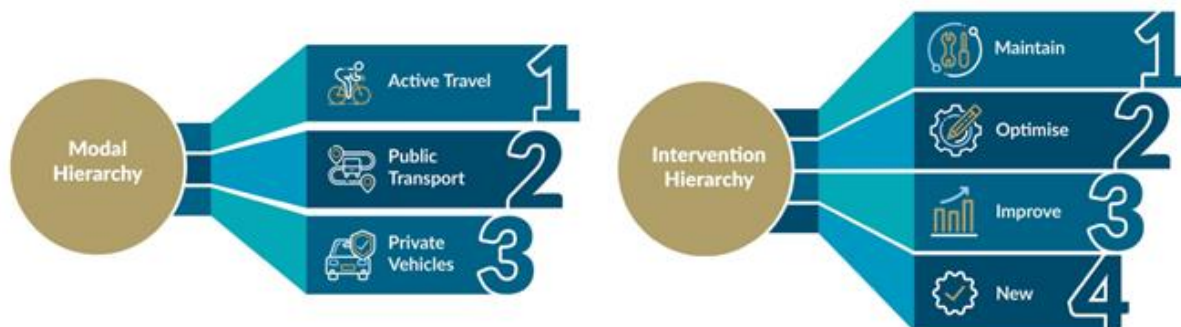 Modal
Hierarchy
Active Travel
1
Public
Transport
2
Private
Vehicles
3
Intervention
Hierarchy
Maintain
1
Optimise
2
Improve
3
New
4